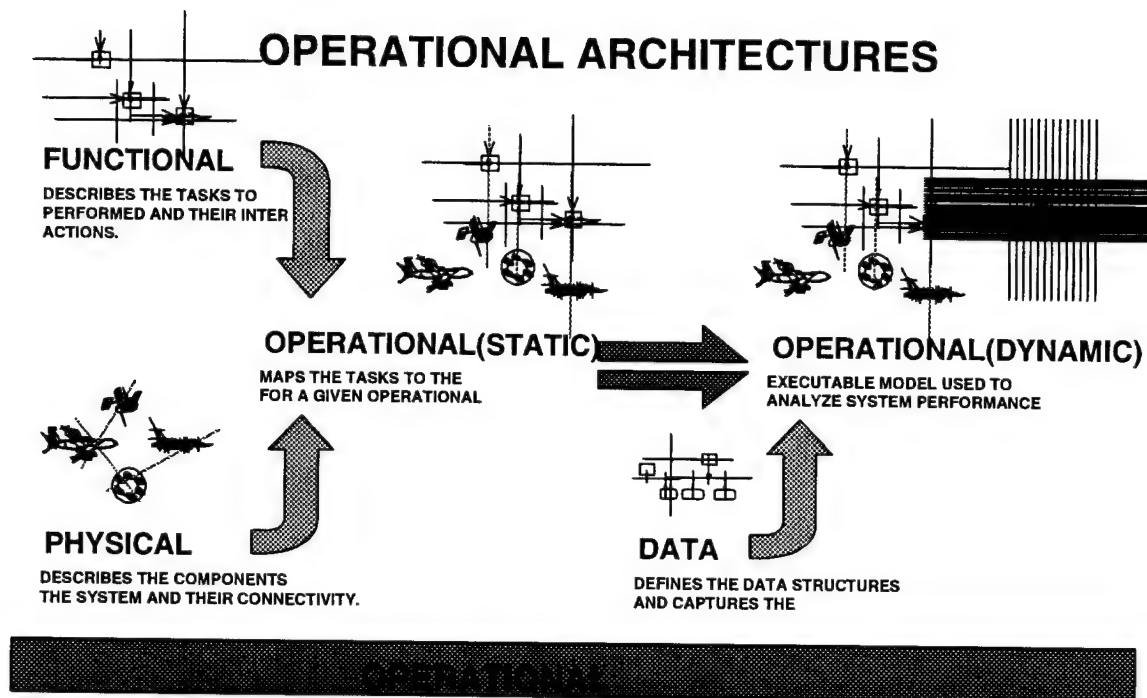 OPERATIONAL ARCHITECTURES
FUNCTIONAL
DESCRIBES THE TASKS TO
PERFORMED AND THEIR INTER
ACTIONS.
OPERATIONAL(STATIC)
MAPS THE TASKS TO THE
FOR A GIVEN OPERATIONAL
OPERATIONAL(DYNAMIC)
EXECUTABLE MODEL USED TO
ANALYZE SYSTEM PERFORMANCE
PHYSICAL
DESCRIBES THE COMPONENTS
THE SYSTEM AND THEIR CONNECTIVITY.
DATA
DEFINES THE DATA STRUCTURES
AND CAPTURES THE
OPERATIONAL